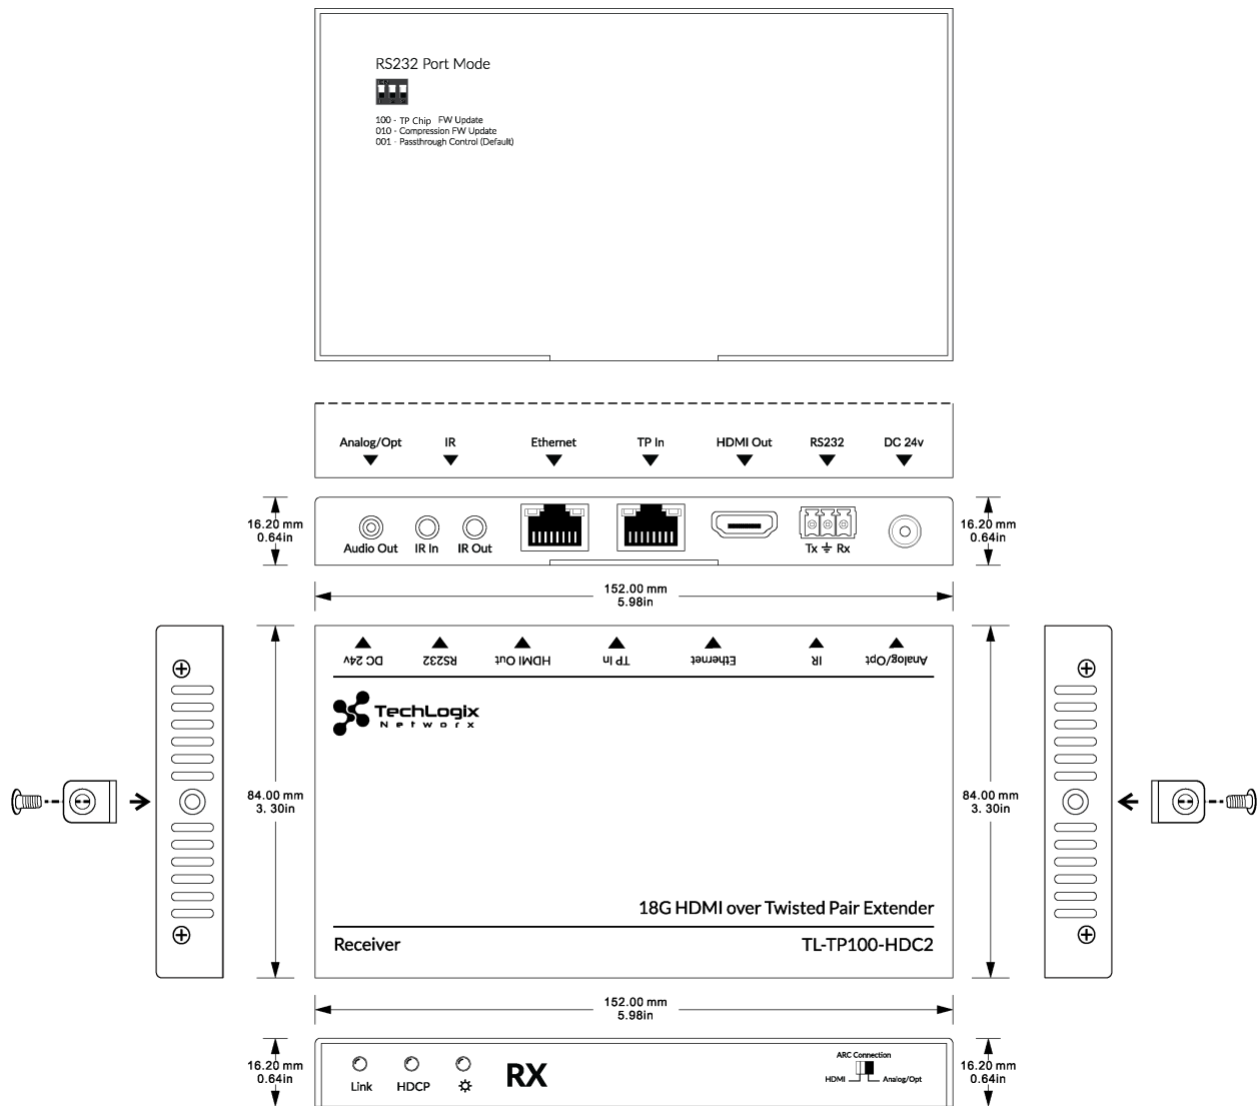 RS232 Port Mode
100 - TP Chip FW Update
010 - Compression FW Update
001 - Passthrough Control (Default)
Analog/Opt IR Ethernet TP In HDMI Out RS232 DC 24v
16.20 mm
0.64in
Audio Out IR In IR Out Tx Rx
16.20 mm
0.64in
152.00 mm
5.98in
DC 24v RS232 HDMI Out TP In Ethernet IR Analog/Opt
TechLogix
Networx
84.00 mm
3. 30in
84.00 mm
3. 30in
18G HDMI over Twisted Pair Extender
Receiver TL-TP100-HDC2
152.00 mm
5.98in
16.20 mm
0.64in
Link HDCP RX
ARC Connection
HDMI Analog/Opt
16.20 mm
0.64in